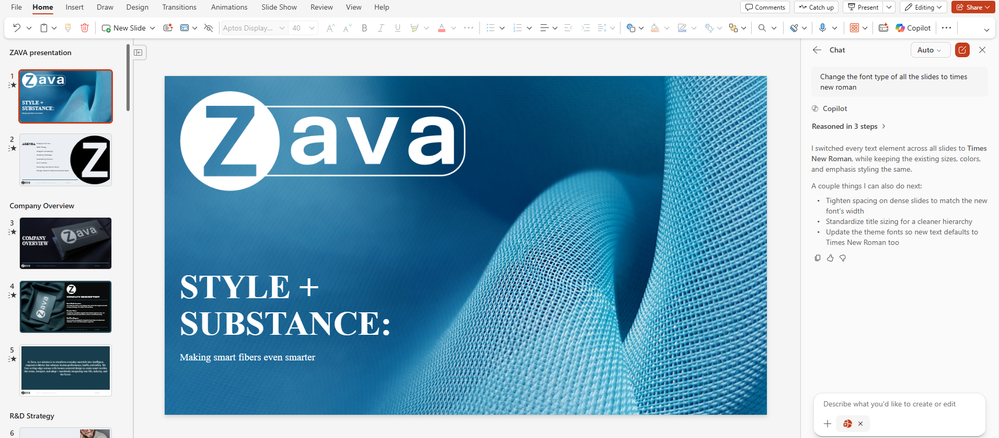 File Home Insert Draw Design Transitions Animations Slide Show Review View Help
Comments Catch up Present Editing Share
New Slide Aptos Display... 40 A A B I U Copilot
ZAVA presentation
1
Zava
STYLE +
SUBSTANCE:
2
Z
Company Overview
3
COMPANY
OVERVIEW
Zava
4
Zava
5
R&D Strategy
6
Zava
STYLE +
SUBSTANCE:
Making smart fibers even smarter
Chat Auto
Change the font type of all the slides to times
new roman
Copilot
Reasoned in 3 steps
I switched every text element across all slides to Times
New Roman, while keeping the existing sizes, colors,
and emphasis styling the same.
A couple things I can also do next:
• Tighten spacing on dense slides to match the new
font's width
• Standardize title sizing for a cleaner hierarchy
• Update the theme fonts so new text defaults to
Times New Roman too
Describe what you'd like to create or edit